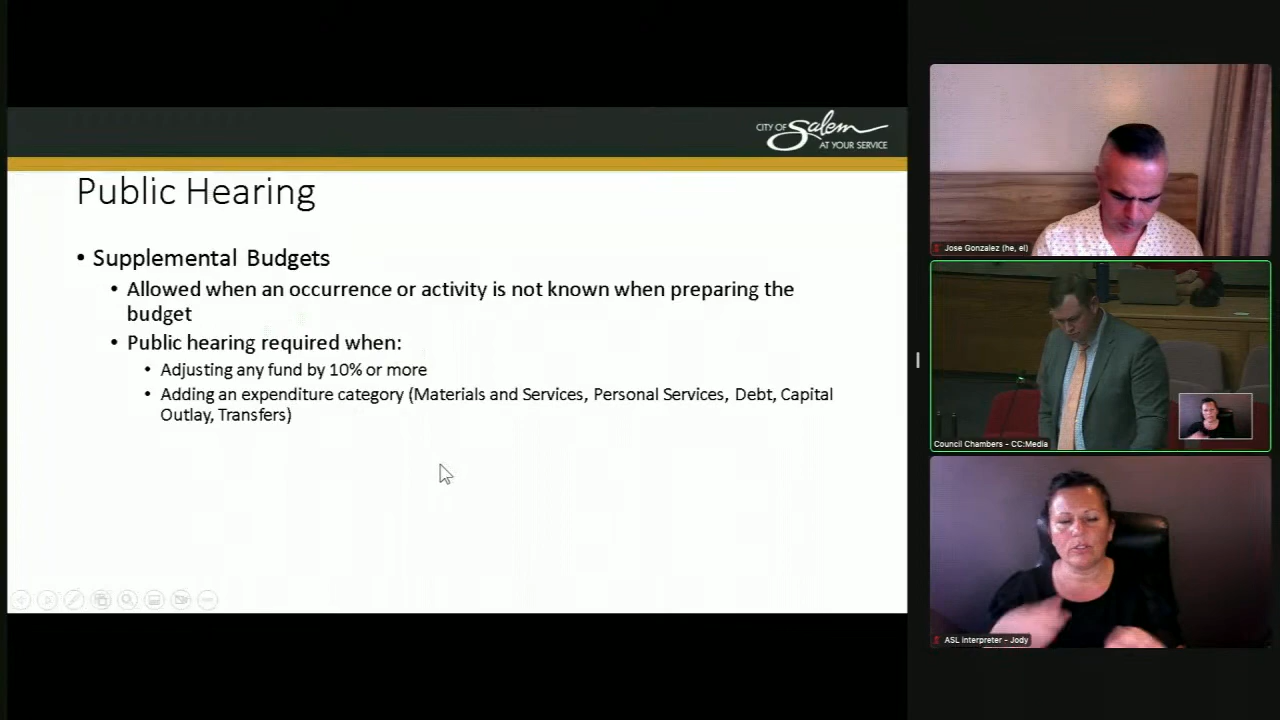 CITY OF Salem
AT YOUR SERVICE
Public Hearing
• Supplemental Budgets
• Allowed when an occurrence or activity is not known when preparing the
budget
• Public hearing required when:
• Adjusting any fund by 10% or more
• Adding an expenditure category (Materials and Services, Personal Services, Debt, Capital
Outlay, Transfers)
Jose Gonzalez (he, el)
Council Chambers - CC:Media
ASL Interpreter - Jody